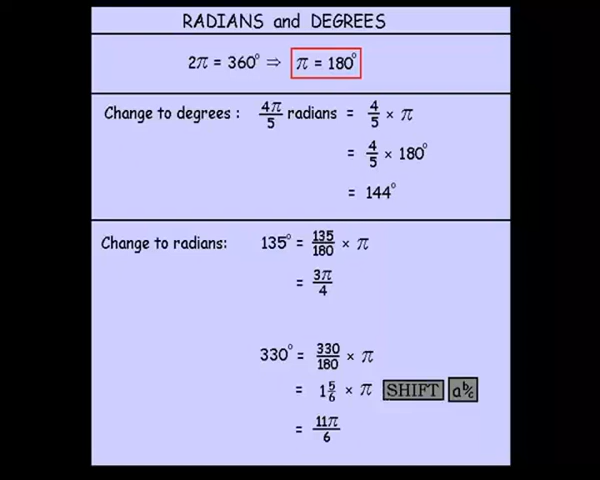 RADIANS and DEGREES
2π = 360° ⇒ π = 180°
Change to degrees : 4π/5 radians = 4/5 × π
= 4/5 × 180°
= 144°
Change to radians: 135° = 135/180 × π
= 3π/4
330° = 330/180 × π
= 1 5/6 × π SHIFT a b/c
= 11π/6